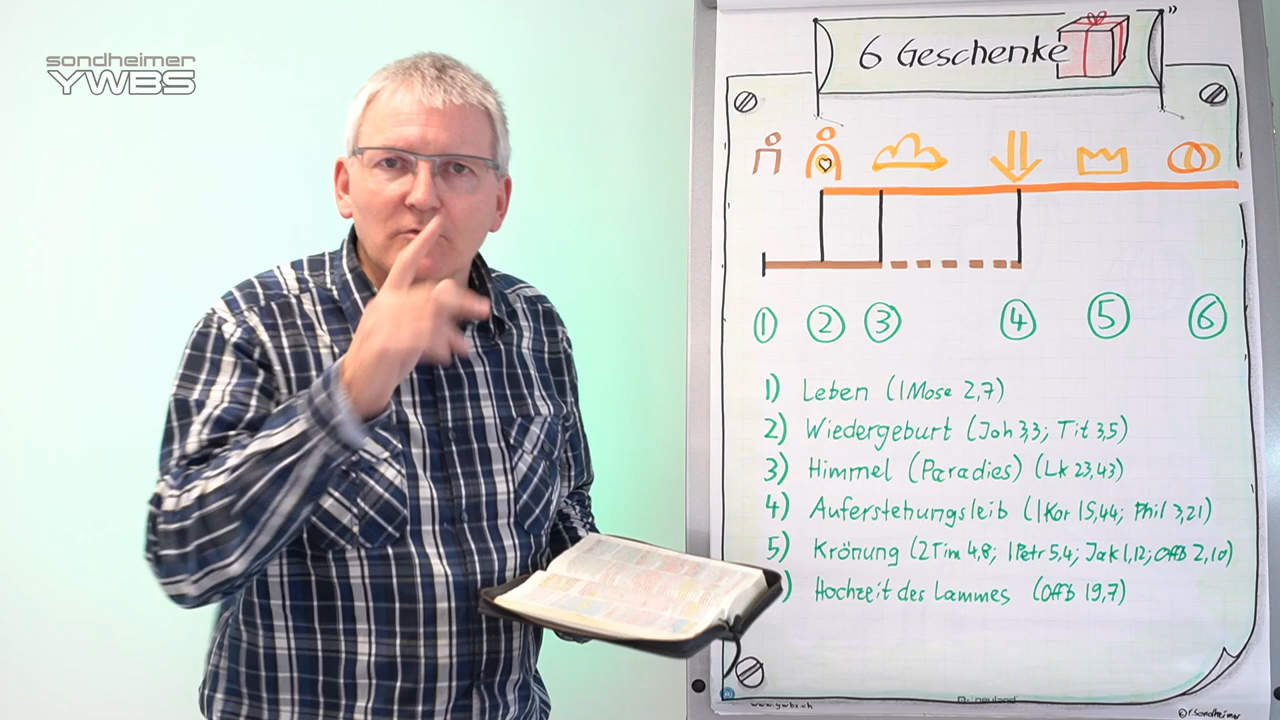 sondheimer
YWBS
6 Geschenke
1 2 3 4 5 6
1) Leben (1Mose 2,7)
2) Wiedergeburt (Joh 3,3; Tit 3,5)
3) Himmel (Paradies) (Lk 23,43)
4) Auferstehungsleib (1Kor 15,44; Phil 3,21)
5) Krönung (2Tim 4,8; 1Petr 5,4; Jak 1,12; Offb 2,10)
) Hochzeit des Lammes (Offb 19,7)
neuland
www.ywbs.ch
©P.Sondheimer